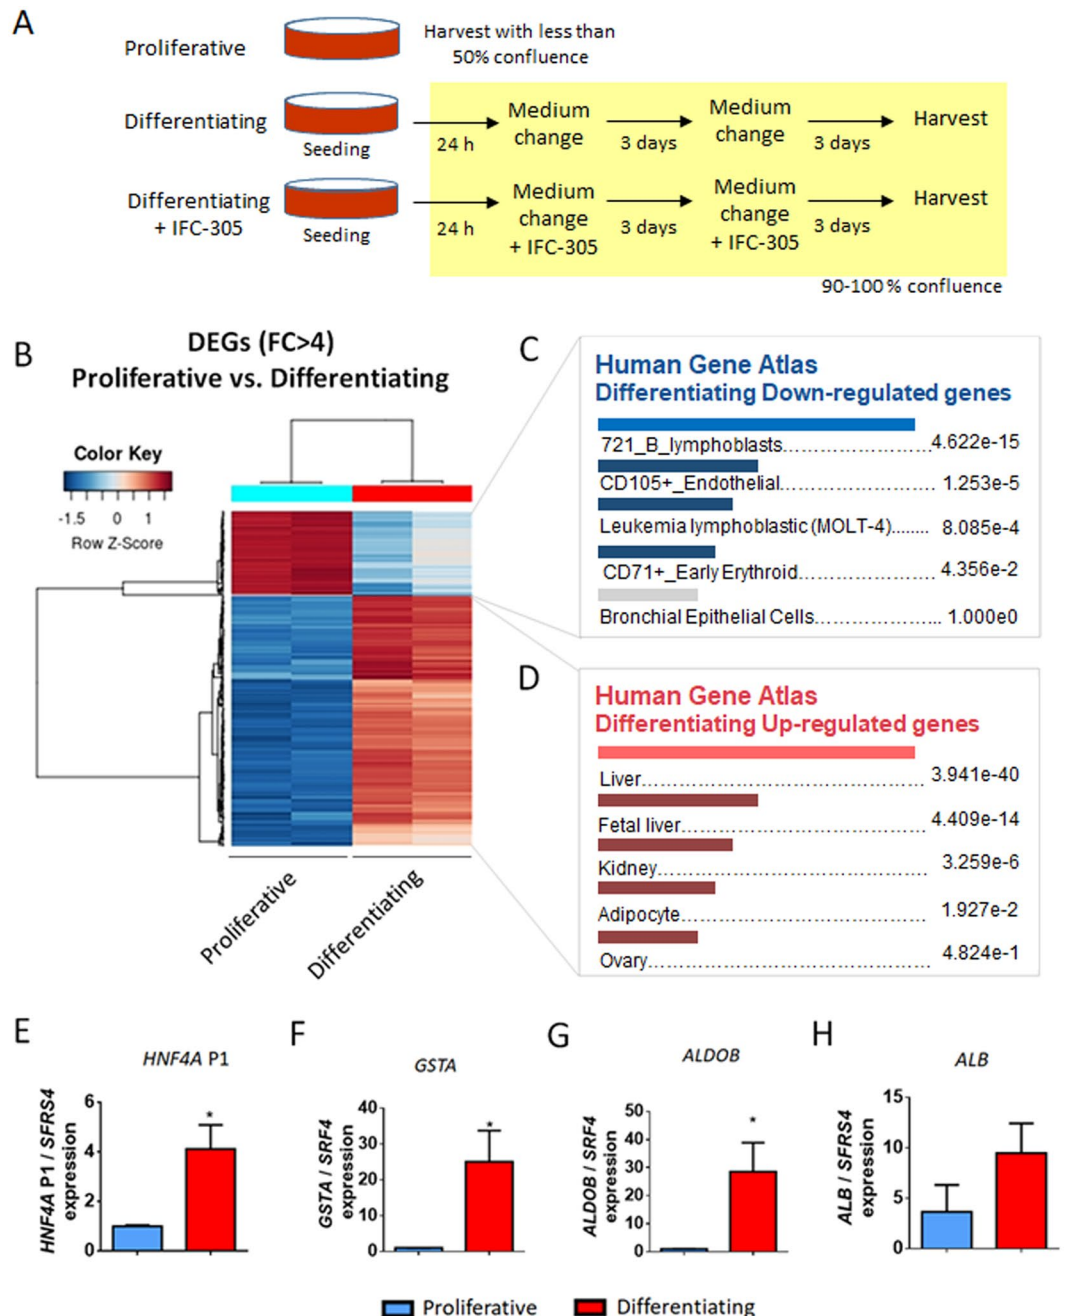 A
Proliferative
Harvest with less than
50% confluence
Differentiating
Seeding
24 h
Medium
change
3 days
Medium
change
3 days
Harvest
Differentiating
+ IFC-305
Seeding
24 h
Medium
change
+ IFC-305
3 days
Medium
change
+ IFC-305
3 days
Harvest
90-100 % confluence
B
DEGs (FC>4)
Proliferative vs. Differentiating
Color Key
-1.5 0 1
Row Z-Score
Proliferative
Differentiating
C
Human Gene Atlas
Differentiating Down-regulated genes
721_B_lymphoblasts........................4.622e-15
CD105+_Endothelial........................ 1.253e-5
Leukemia lymphoblastic (MOLT-4)........ 8.085e-4
CD71+_Early Erythroid..................... 4.356e-2
Bronchial Epithelial Cells..................... 1.000e0
D
Human Gene Atlas
Differentiating Up-regulated genes
Liver................................................ 3.941e-40
Fetal liver.......................................... 4.409e-14
Kidney............................................. 3.259e-6
Adipocyte.......................................... 1.927e-2
Ovary............................................... 4.824e-1
E
HNF4A P1
HNF4A P1 / SFRS4
expression
6
4
2
0
*
F
GSTA
GSTA / SRF4
expression
40
30
20
10
0
*
G
ALDOB
ALDOB / SRF4
expression
50
40
30
20
10
0
*
H
ALB
ALB / SFRS4
expression
15
10
5
0
Proliferative
Differentiating